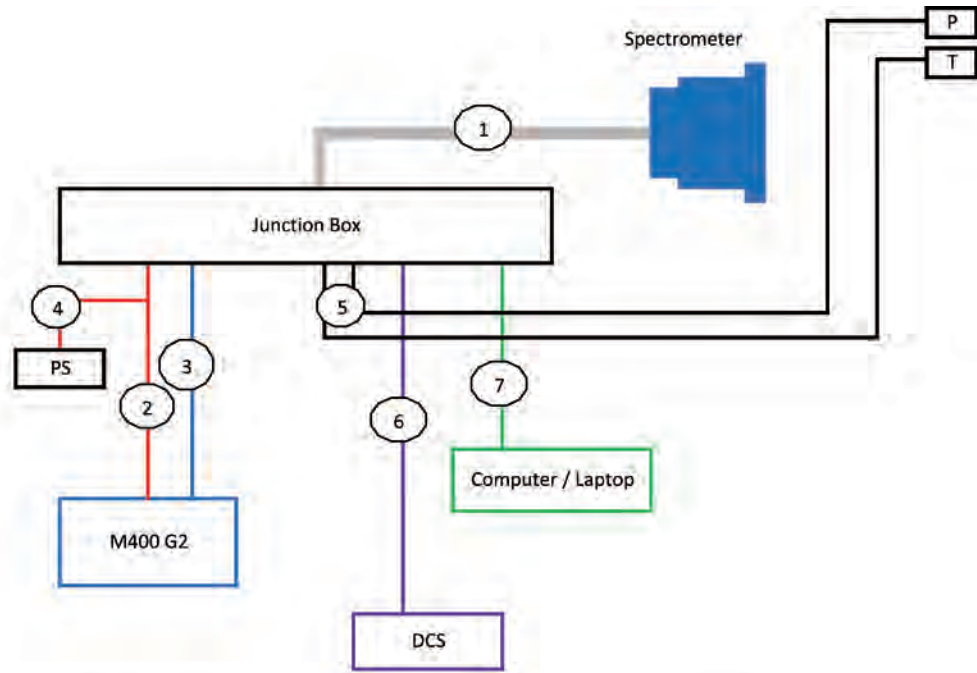 P
Spectrometer
T
1
Junction Box
4
5
PS
3
7
2
6
Computer / Laptop
M400 G2
DCS